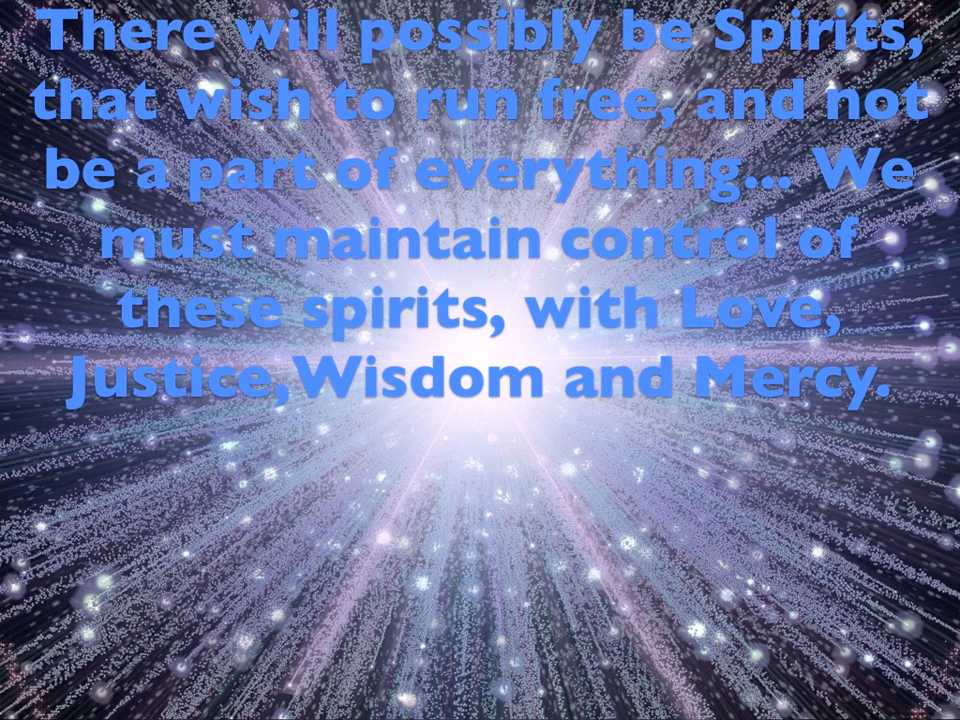 There will possibly be Spirits,
that wish to run free, and not
be a part of everything... We
must maintain control of
these spirits, with Love,
Justice,Wisdom and Mercy.